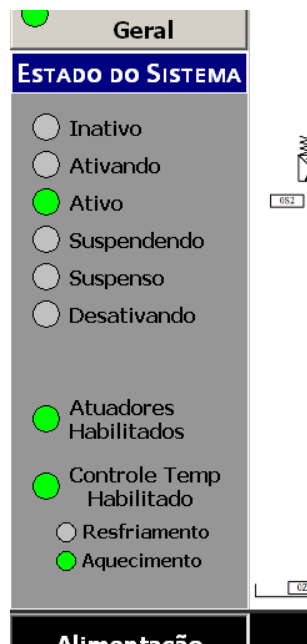 Geral
ESTADO DO SISTEMA
Inativo
Ativando
Ativo
Suspendendo
Suspenso
Desativando
Atuadores
Habilitados
Controle Temp
Habilitado
Resfriamento
Aquecimento
Alimentação